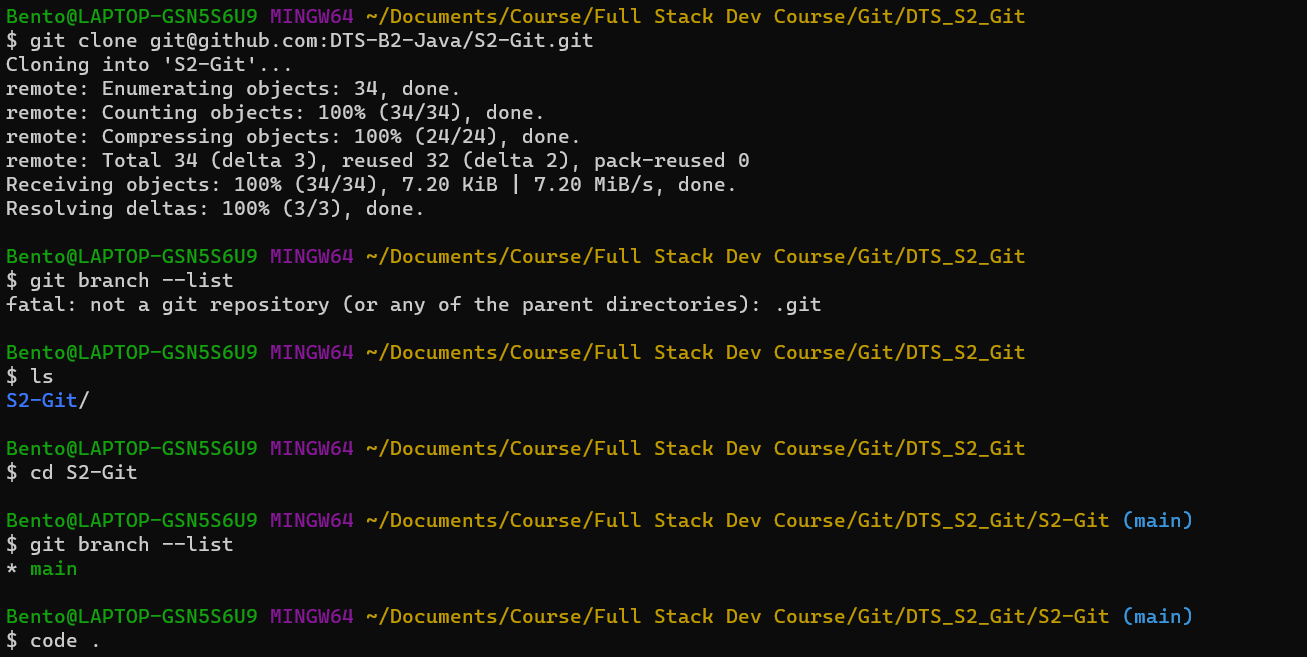 Bento@LAPTOP-GSN5S6U9 MINGW64 ~/Documents/Course/Full Stack Dev Course/Git/DTS_S2_Git
$ git clone git@github.com:DTS-B2-Java/S2-Git.git
Cloning into 'S2-Git'...
remote: Enumerating objects: 34, done.
remote: Counting objects: 100% (34/34), done.
remote: Compressing objects: 100% (24/24), done.
remote: Total 34 (delta 3), reused 32 (delta 2), pack-reused 0
Receiving objects: 100% (34/34), 7.20 KiB | 7.20 MiB/s, done.
Resolving deltas: 100% (3/3), done.
Bento@LAPTOP-GSN5S6U9 MINGW64 ~/Documents/Course/Full Stack Dev Course/Git/DTS_S2_Git
$ git branch --list
fatal: not a git repository (or any of the parent directories): .git
Bento@LAPTOP-GSN5S6U9 MINGW64 ~/Documents/Course/Full Stack Dev Course/Git/DTS_S2_Git
$ ls
S2-Git/
Bento@LAPTOP-GSN5S6U9 MINGW64 ~/Documents/Course/Full Stack Dev Course/Git/DTS_S2_Git
$ cd S2-Git
Bento@LAPTOP-GSN5S6U9 MINGW64 ~/Documents/Course/Full Stack Dev Course/Git/DTS_S2_Git/S2-Git (main)
$ git branch --list
* main
Bento@LAPTOP-GSN5S6U9 MINGW64 ~/Documents/Course/Full Stack Dev Course/Git/DTS_S2_Git/S2-Git (main)
$ code .